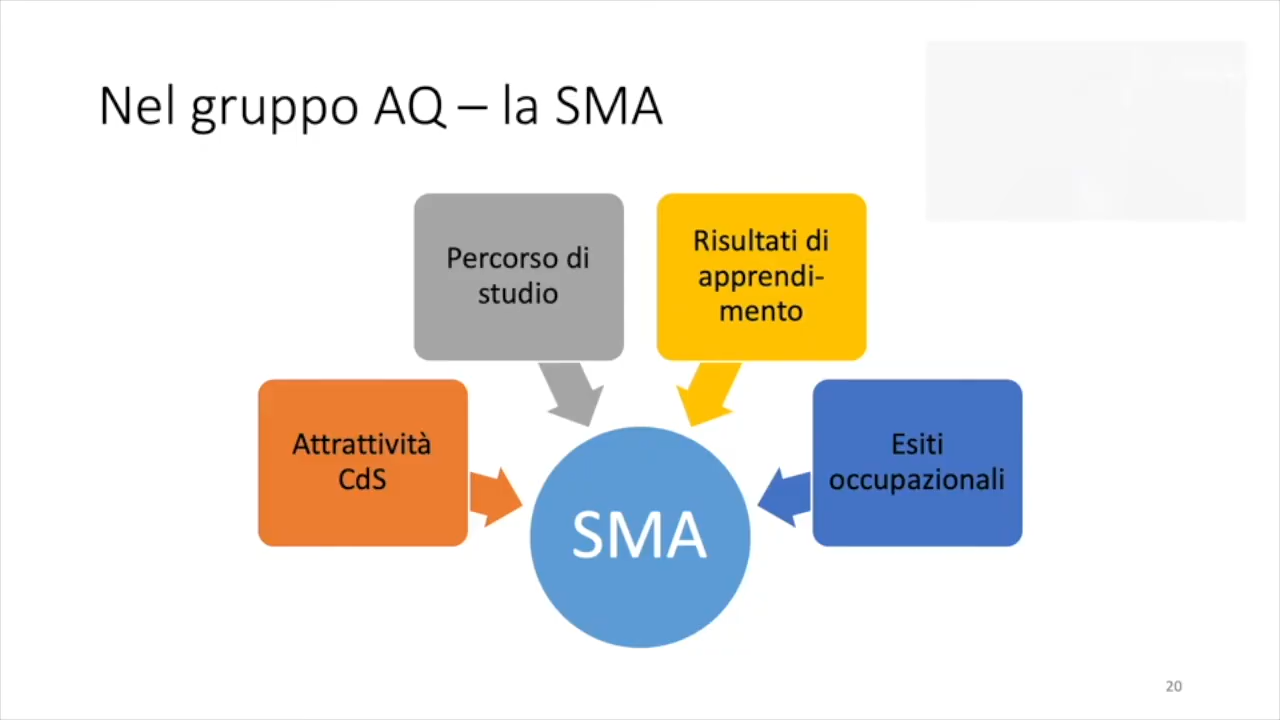 Nel gruppo AQ – la SMA
Percorso di
studio
Risultati di
apprendi-
mento
Attrattività
CdS
Esiti
occupazionali
SMA
20